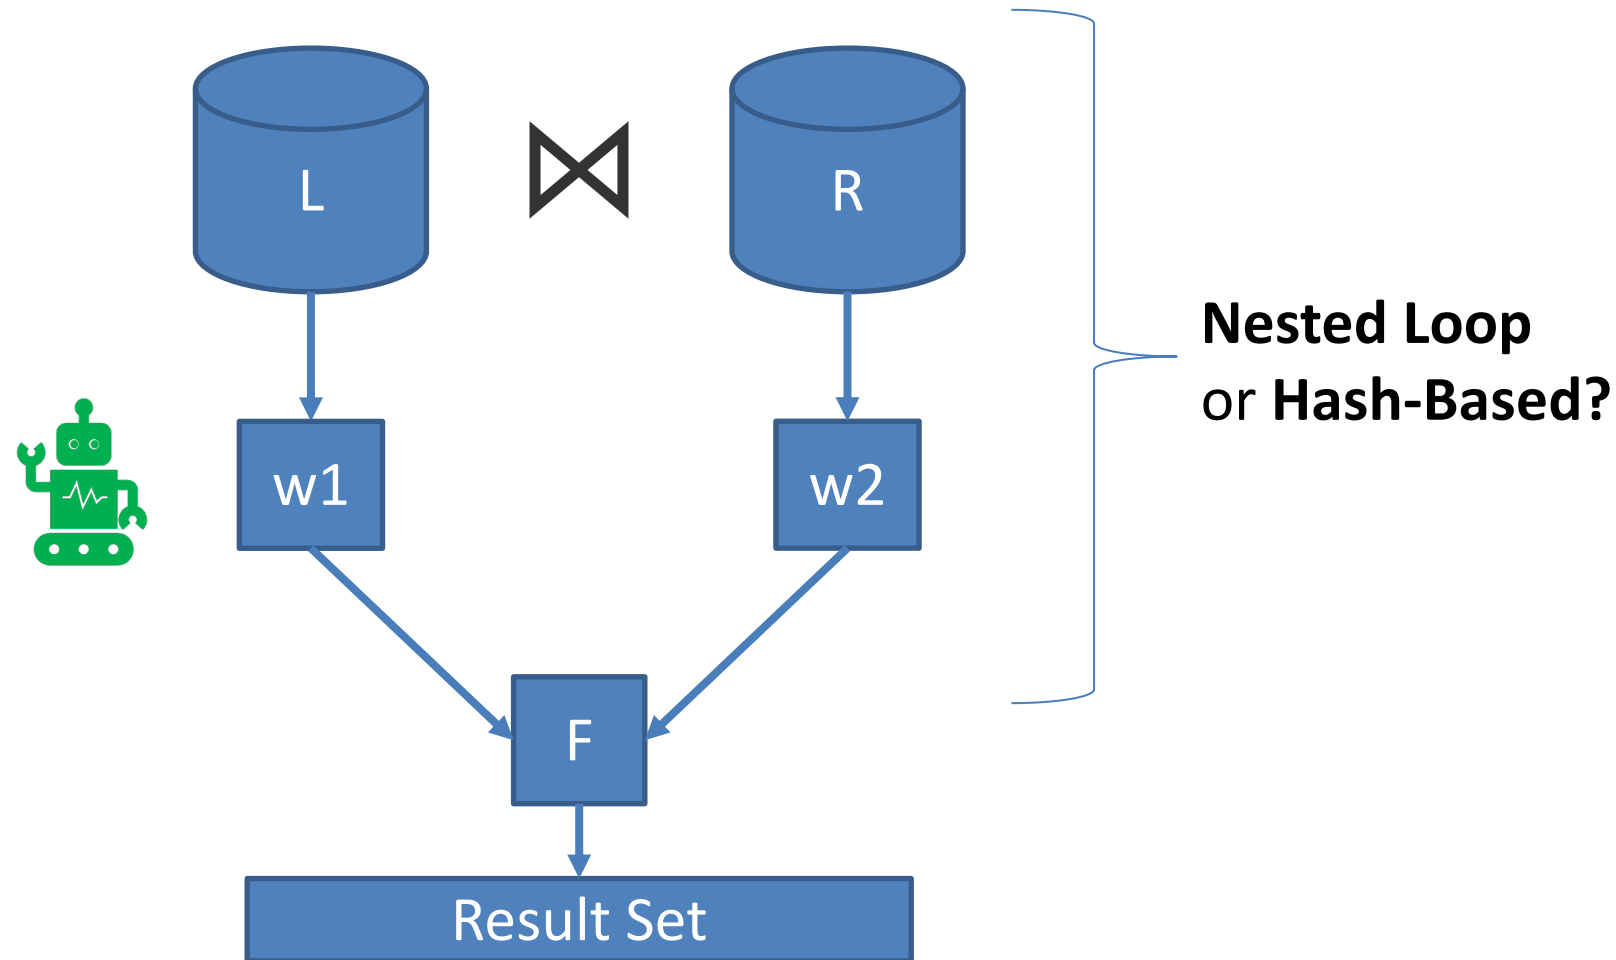 L
R
Nested Loop
or Hash-Based?
w1
w2
F
Result Set